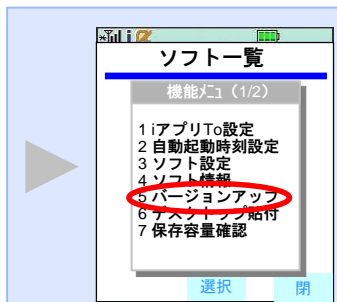 ソフト一覧
機能ﾒﾆｭ（1/2）
1 iアプリTo設定
2 自動起動時刻設定
3 ソフト設定
4 ソフト情報
5 バージョンアップ
6 デスクトップ貼付
7 保存容量確認
選択 閉